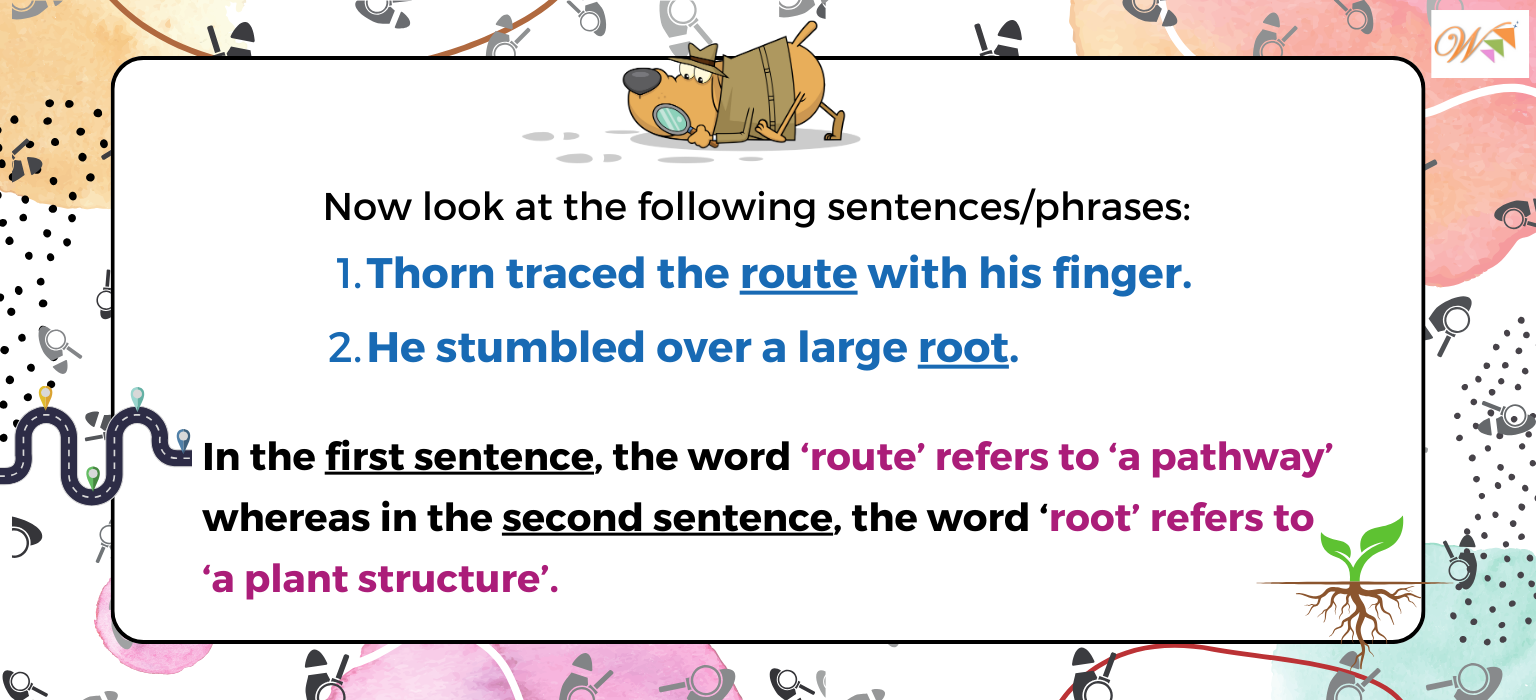 W
Now look at the following sentences/phrases:
1. Thorn traced the route with his finger.
2. He stumbled over a large root.
In the first sentence, the word ‘route’ refers to ‘a pathway’
whereas in the second sentence, the word ‘root’ refers to
‘a plant structure’.